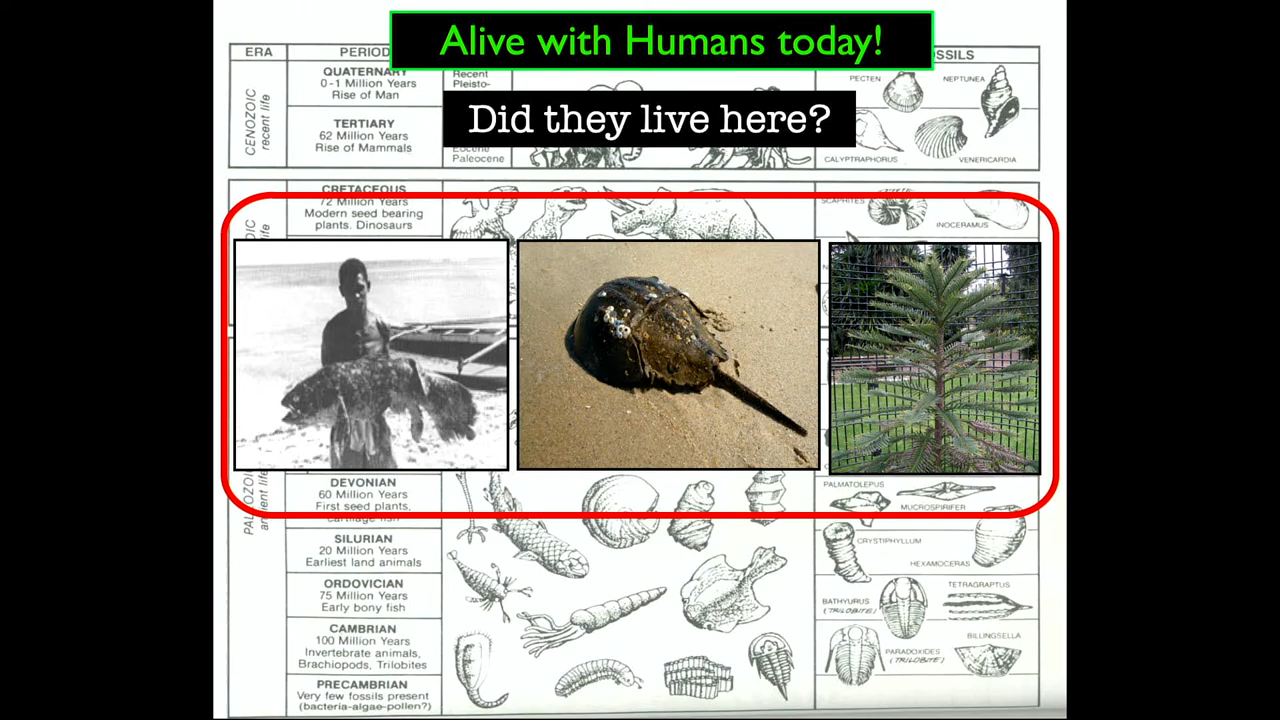 Alive with Humans today!
Did they live here?
ERA
PERIOD
SSILS
QUATERNARY
0-1 Million Years
Rise of Man
Recent
Pleisto-
PECTEN
NEPTUNEA
CENOZOIC
recent life
TERTIARY
62 Million Years
Rise of Mammals
Eocene
Paleocene
CALYPTRAPHORUS
VENERICARDIA
CRETACEOUS
72 Million Years
Modern seed bearing
plants. Dinosaurs
SCAPHITES
INOCERAMUS
PALEOZOIC
ancient life
DEVONIAN
60 Million Years
First seed plants,
cartilage fish
PALMATOLEPUS
MUCROSPIRIFER
SILURIAN
20 Million Years
Earliest land animals
CRYSTIPHYLLUM
HEXAMOCERAS
ORDOVICIAN
75 Million Years
Early bony fish
BATHYURUS
(TRILOBITE)
TETRAGRAPTUS
CAMBRIAN
100 Million Years
Invertebrate animals,
Brachiopods, Trilobites
PARADOXIDES
(TRILOBITE)
BILLINGSELLA
PRECAMBRIAN
Very few fossils present
(bacteria-algae-pollen?)